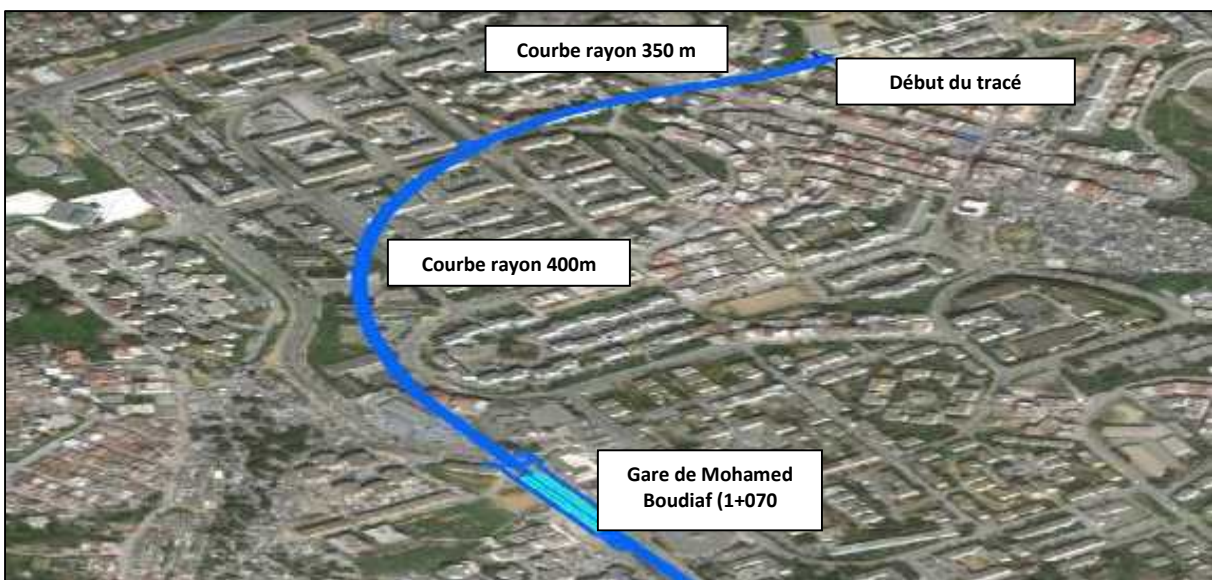 Courbe rayon 350 m
Début du tracé
Courbe rayon 400m
Gare de Mohamed
Boudiaf (1+070